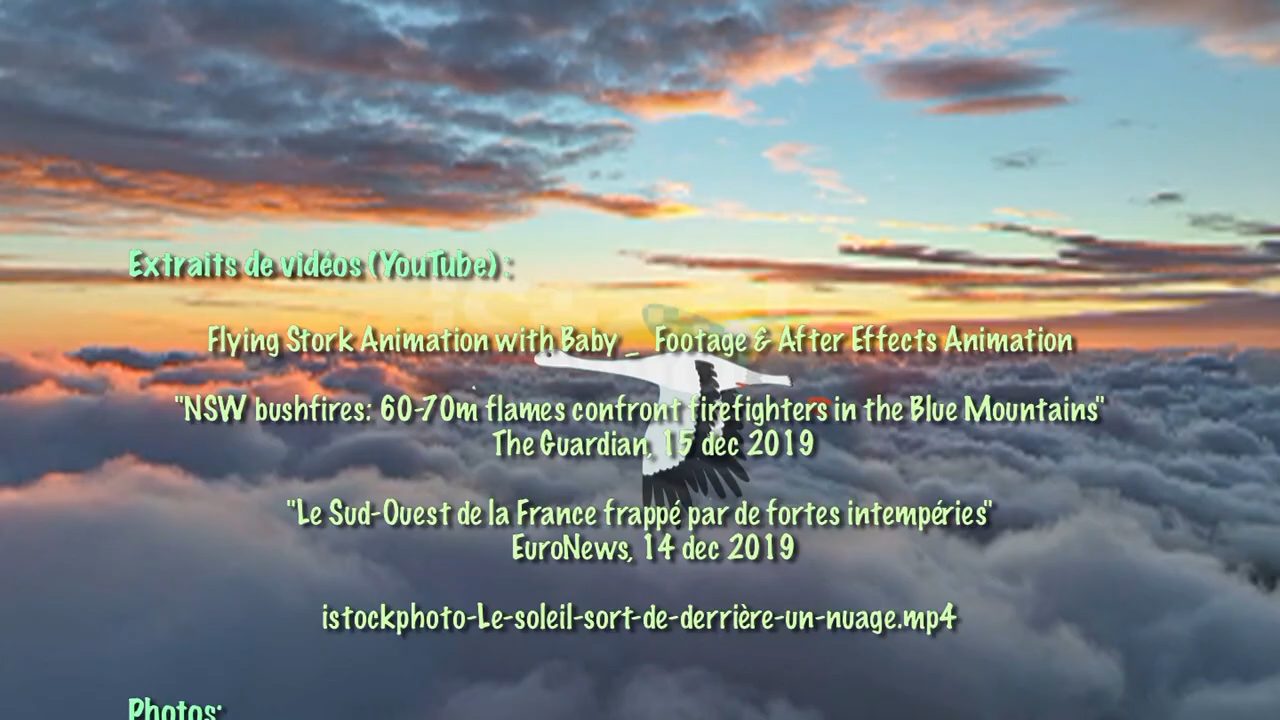 Extraits de vidéos (YouTube) :
Flying Stork Animation with Baby _ Footage & After Effects Animation
"NSW bushfires: 60-70m flames confront firefighters in the Blue Mountains"
The Guardian, 15 dec 2019
"Le Sud-Ouest de la France frappé par de fortes intempéries"
EuroNews, 14 dec 2019
istockphoto-Le-soleil-sort-de-derrière-un-nuage.mp4
Photos: